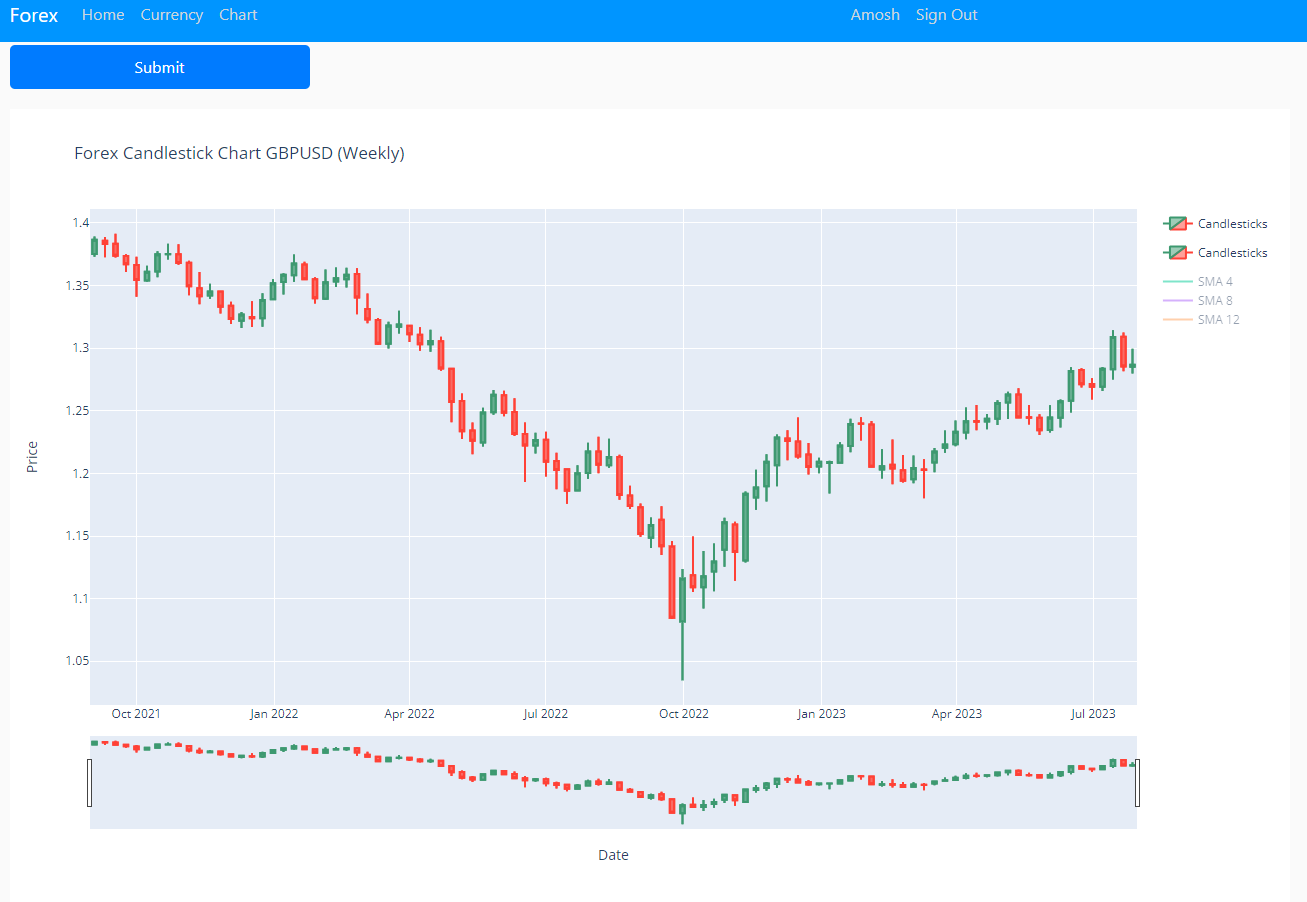 Forex Home Currency Chart Amosh Sign Out
Submit
Forex Candlestick Chart GBPUSD (Weekly)
Candlesticks
Candlesticks
SMA 4
SMA 8
SMA 12
1.4
1.35
1.3
1.25
1.2
1.15
1.1
1.05
Price
Oct 2021 Jan 2022 Apr 2022 Jul 2022 Oct 2022 Jan 2023 Apr 2023 Jul 2023
Date